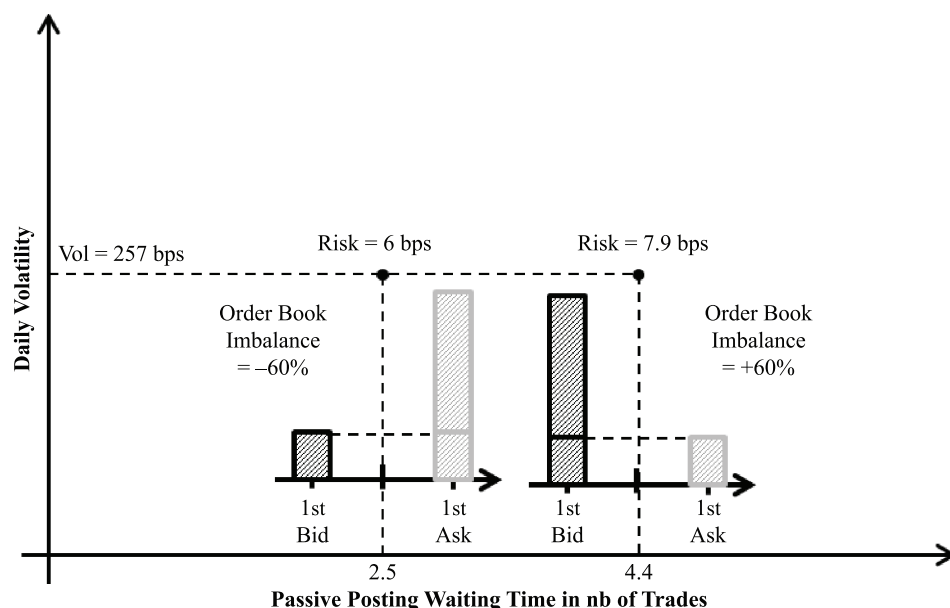 Daily Volatility
Vol = 257 bps
Risk = 6 bps
Risk = 7.9 bps
Order Book
Imbalance
= –60%
Order Book
Imbalance
= +60%
1st
Bid
1st
Ask
1st
Bid
1st
Ask
2.5
4.4
Passive Posting Waiting Time in nb of Trades